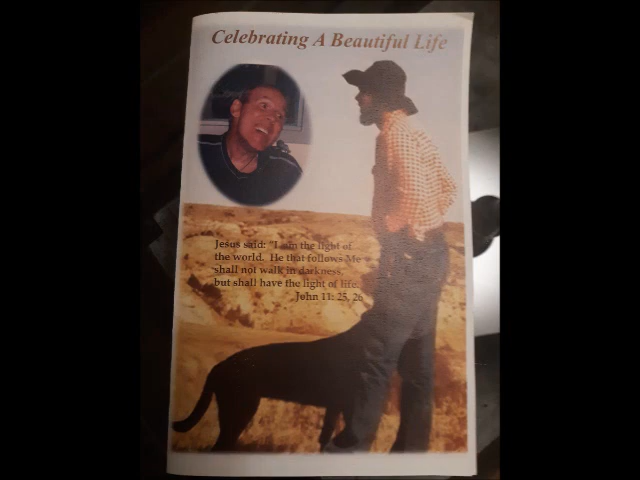 Celebrating A Beautiful Life
Jesus said: "I am the light of
the world. He that follows Me
shall not walk in darkness,
but shall have the light of life.
John 11: 25, 26